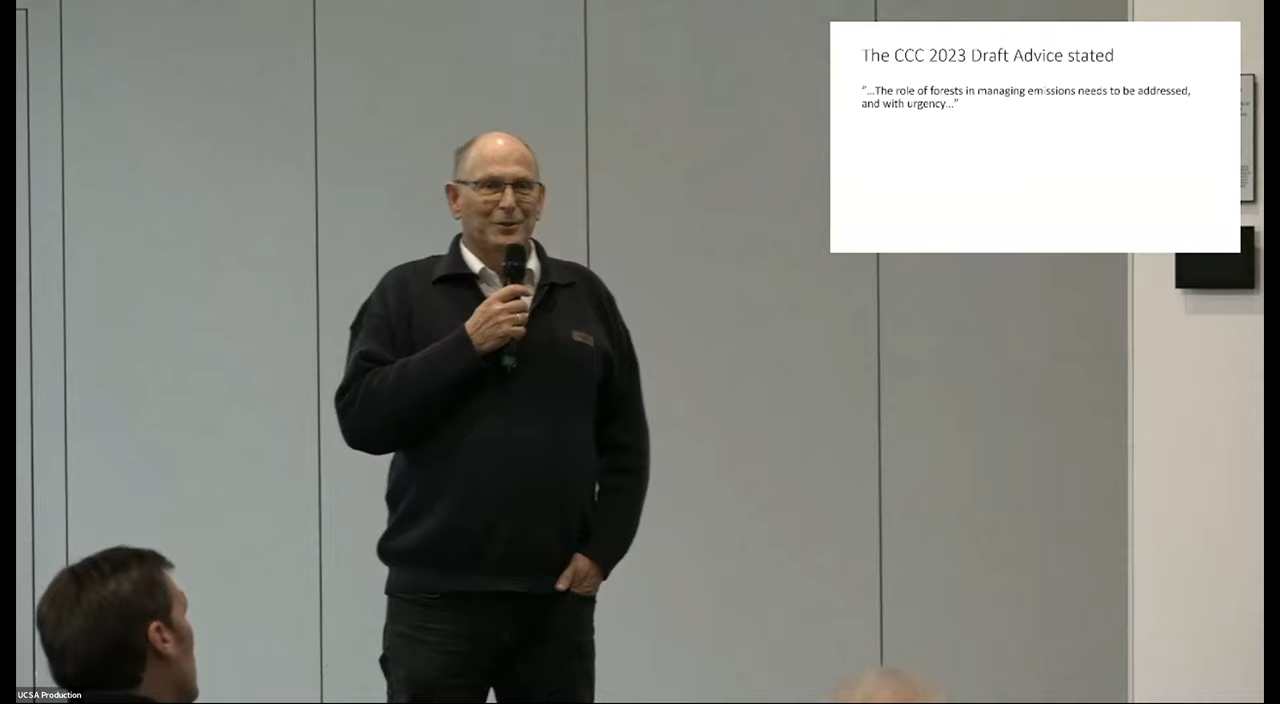 The CCC 2023 Draft Advice stated
"...The role of forests in managing emissions needs to be addressed,
and with urgency..."
UCSA Production